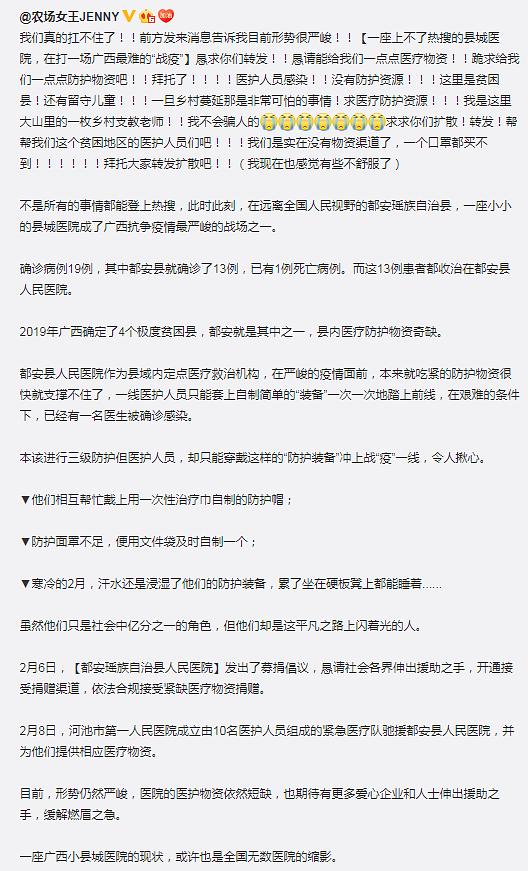 @农场女王JENNY
我们真的扛不住了！！前方发来消息告诉我目前形势很严峻！！【一座上不了热搜的县城医
院，在打一场广西最难的“战疫”】恳求你们转发！！恳请能给我们一点点医疗物资！！跪求给我
们一点点防护物资吧！！拜托了！！！！医护人员感染！！没有防护资源！！！这里是贫困
县！还有留守儿童！！！一旦乡村蔓延那是非常可怕的事情！求医疗防护资源！！！我是这里
大山里的一枚乡村支教老师！！我不会骗人的😭😭😭😭😭😭😭求求你们扩散！转发！帮
帮我们这个贫困地区的医护人员们吧！！！我们是实在没有物资渠道了，一个口罩都买不
到！！！！！！拜托大家转发扩散吧！！（我现在也感觉有些不舒服了）
不是所有的事情都能登上热搜，此时此刻，在远离全国人民视野的都安瑶族自治县，一座小小
的县城医院成了广西抗争疫情最严峻的战场之一。
确诊病例19例，其中都安县就确诊了13例，已有1例死亡病例。而这13例患者都收治在都安县
人民医院。
2019年广西确定了4个极度贫困县，都安就是其中之一，县内医疗防护物资奇缺。
都安县人民医院作为县域内定点医疗救治机构，在严峻的疫情面前，本来就吃紧的防护物资很
快就支撑不住了，一线医护人员只能套上自制简单的“装备”一次一次地踏上前线，在艰难的条件
下，已经有一名医生被确诊感染。
本该进行三级防护但医护人员，却只能穿戴这样的“防护装备”冲上战“疫”一线，令人揪心。
▼他们相互帮忙戴上用一次性治疗巾自制的防护帽；
▼防护面罩不足，便用文件袋及时自制一个；
▼寒冷的2月，汗水还是浸湿了他们的防护装备，累了坐在硬板凳上都能睡着......
虽然他们只是社会中亿分之一的角色，但他们却是这平凡之路上闪着光的人。
2月6日，【都安瑶族自治县人民医院】发出了募捐倡议，恳请社会各界伸出援助之手，开通接
受捐赠渠道，依法合规接受紧缺医疗物资捐赠。
2月8日，河池市第一人民医院成立由10名医护人员组成的紧急医疗队驰援都安县人民医院，并
为他们提供相应医疗物资。
目前，形势仍然严峻，医院的医护物资依然短缺，也期待有更多爱心企业和人士伸出援助之
手，缓解燃眉之急。
一座广西小县城医院的现状，或许也是全国无数医院的缩影。